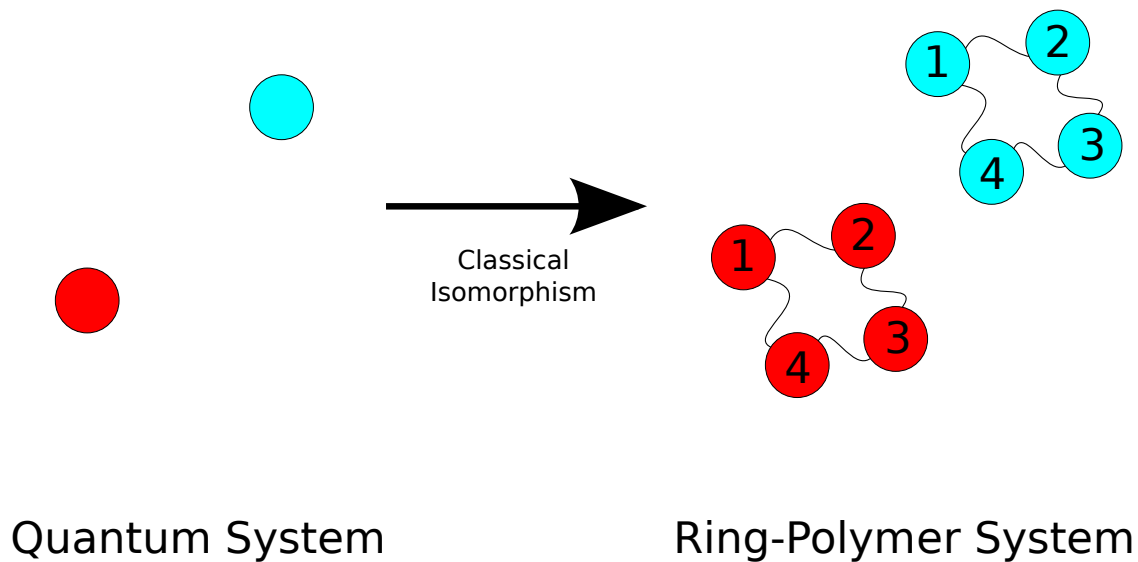 1
2
3
4
1
2
3
4
Classical
Isomorphism
Quantum System
Ring-Polymer System